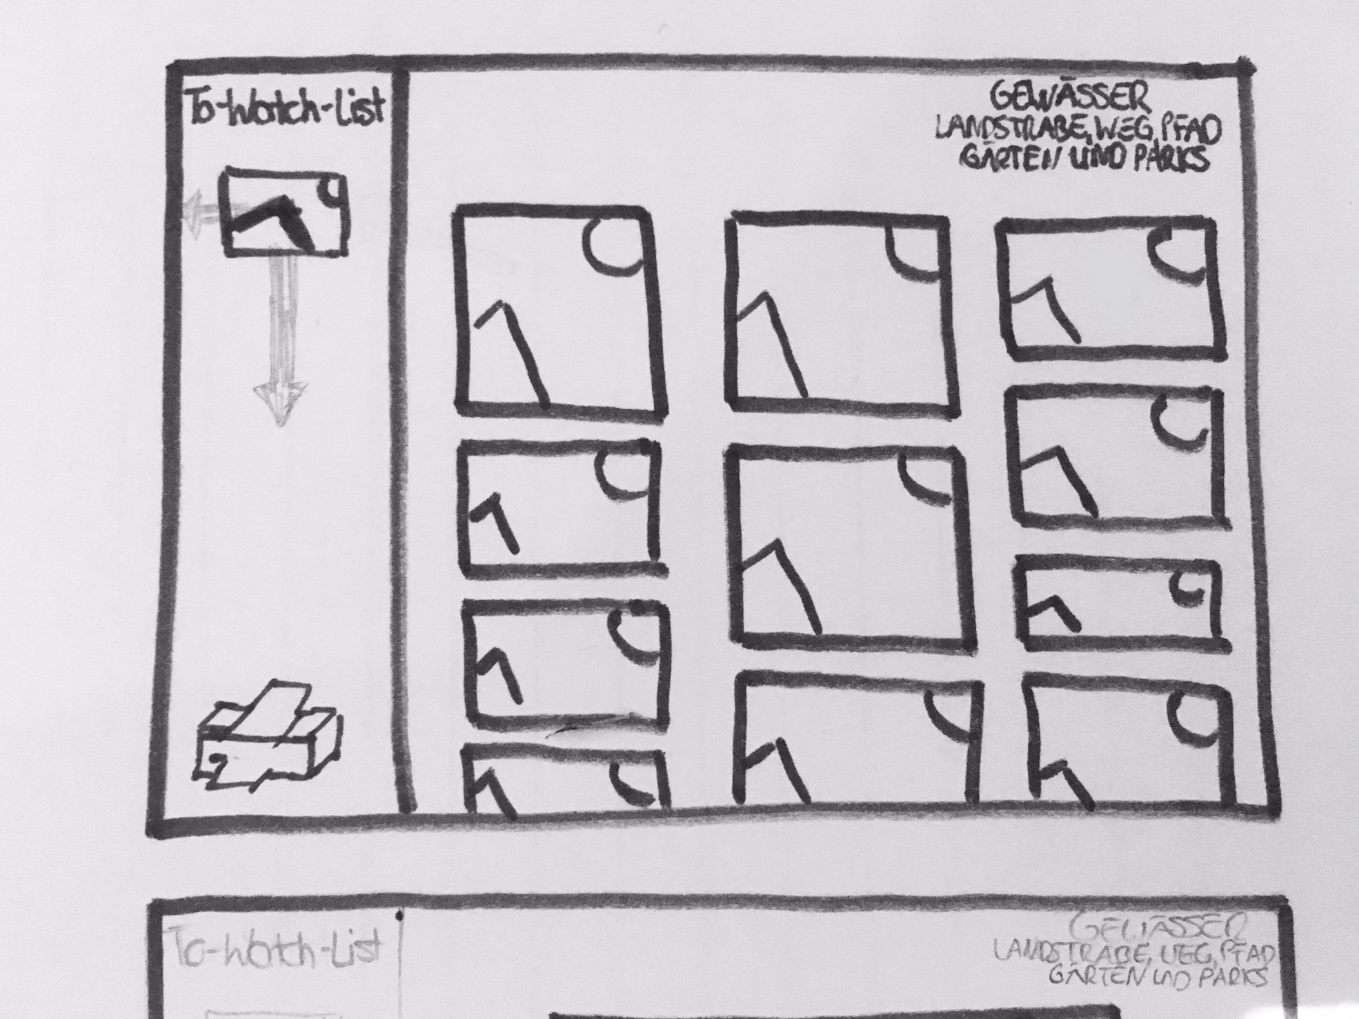 To-Watch-List
GEWÄSSER
LANDSTRAßE, WEG, PFAD
GÄRTEN UND PARKS
To-Watch-List
GEWÄSSER
LANDSTRAßE, WEG, PFAD
GÄRTEN UND PARKS